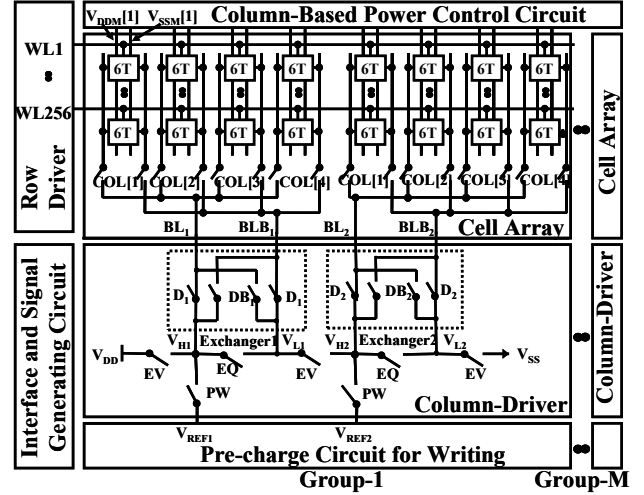 Column-Based Power Control Circuit
V_DDM[1] V_SSM[1]
WL1
6T 6T 6T 6T 6T 6T 6T 6T
WL256
6T 6T 6T 6T 6T 6T 6T 6T
Row Driver
COL[1] COL[2] COL[3] COL[4] COL[1] COL[2] COL[3] COL[4]
BL1 BLB1 BL2 BLB2
Cell Array
Cell Array
Interface and Signal Generating Circuit
D1 DB1 D1 D2 DB2 D2
VH1 Exchanger1 VL1 VH2 Exchanger2 VL2
VDD VSS
EV EQ EV EQ EV
PW PW
Column-Driver
Column-Driver
VREF1 VREF2
Pre-charge Circuit for Writing
Group-1 Group-M